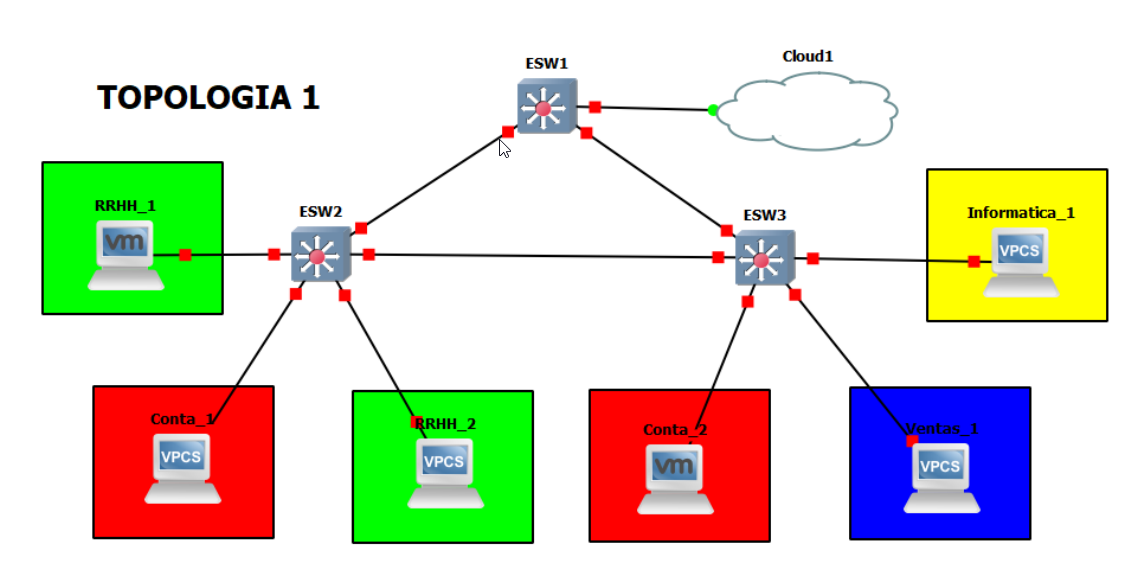 Cloud1
ESW1
TOPOLOGIA 1
RRHH_1
vm
ESW2
ESW3
Informatica_1
VPCS
Conta_1
VPCS
RRHH_2
VPCS
Conta_2
vm
Ventas_1
VPCS